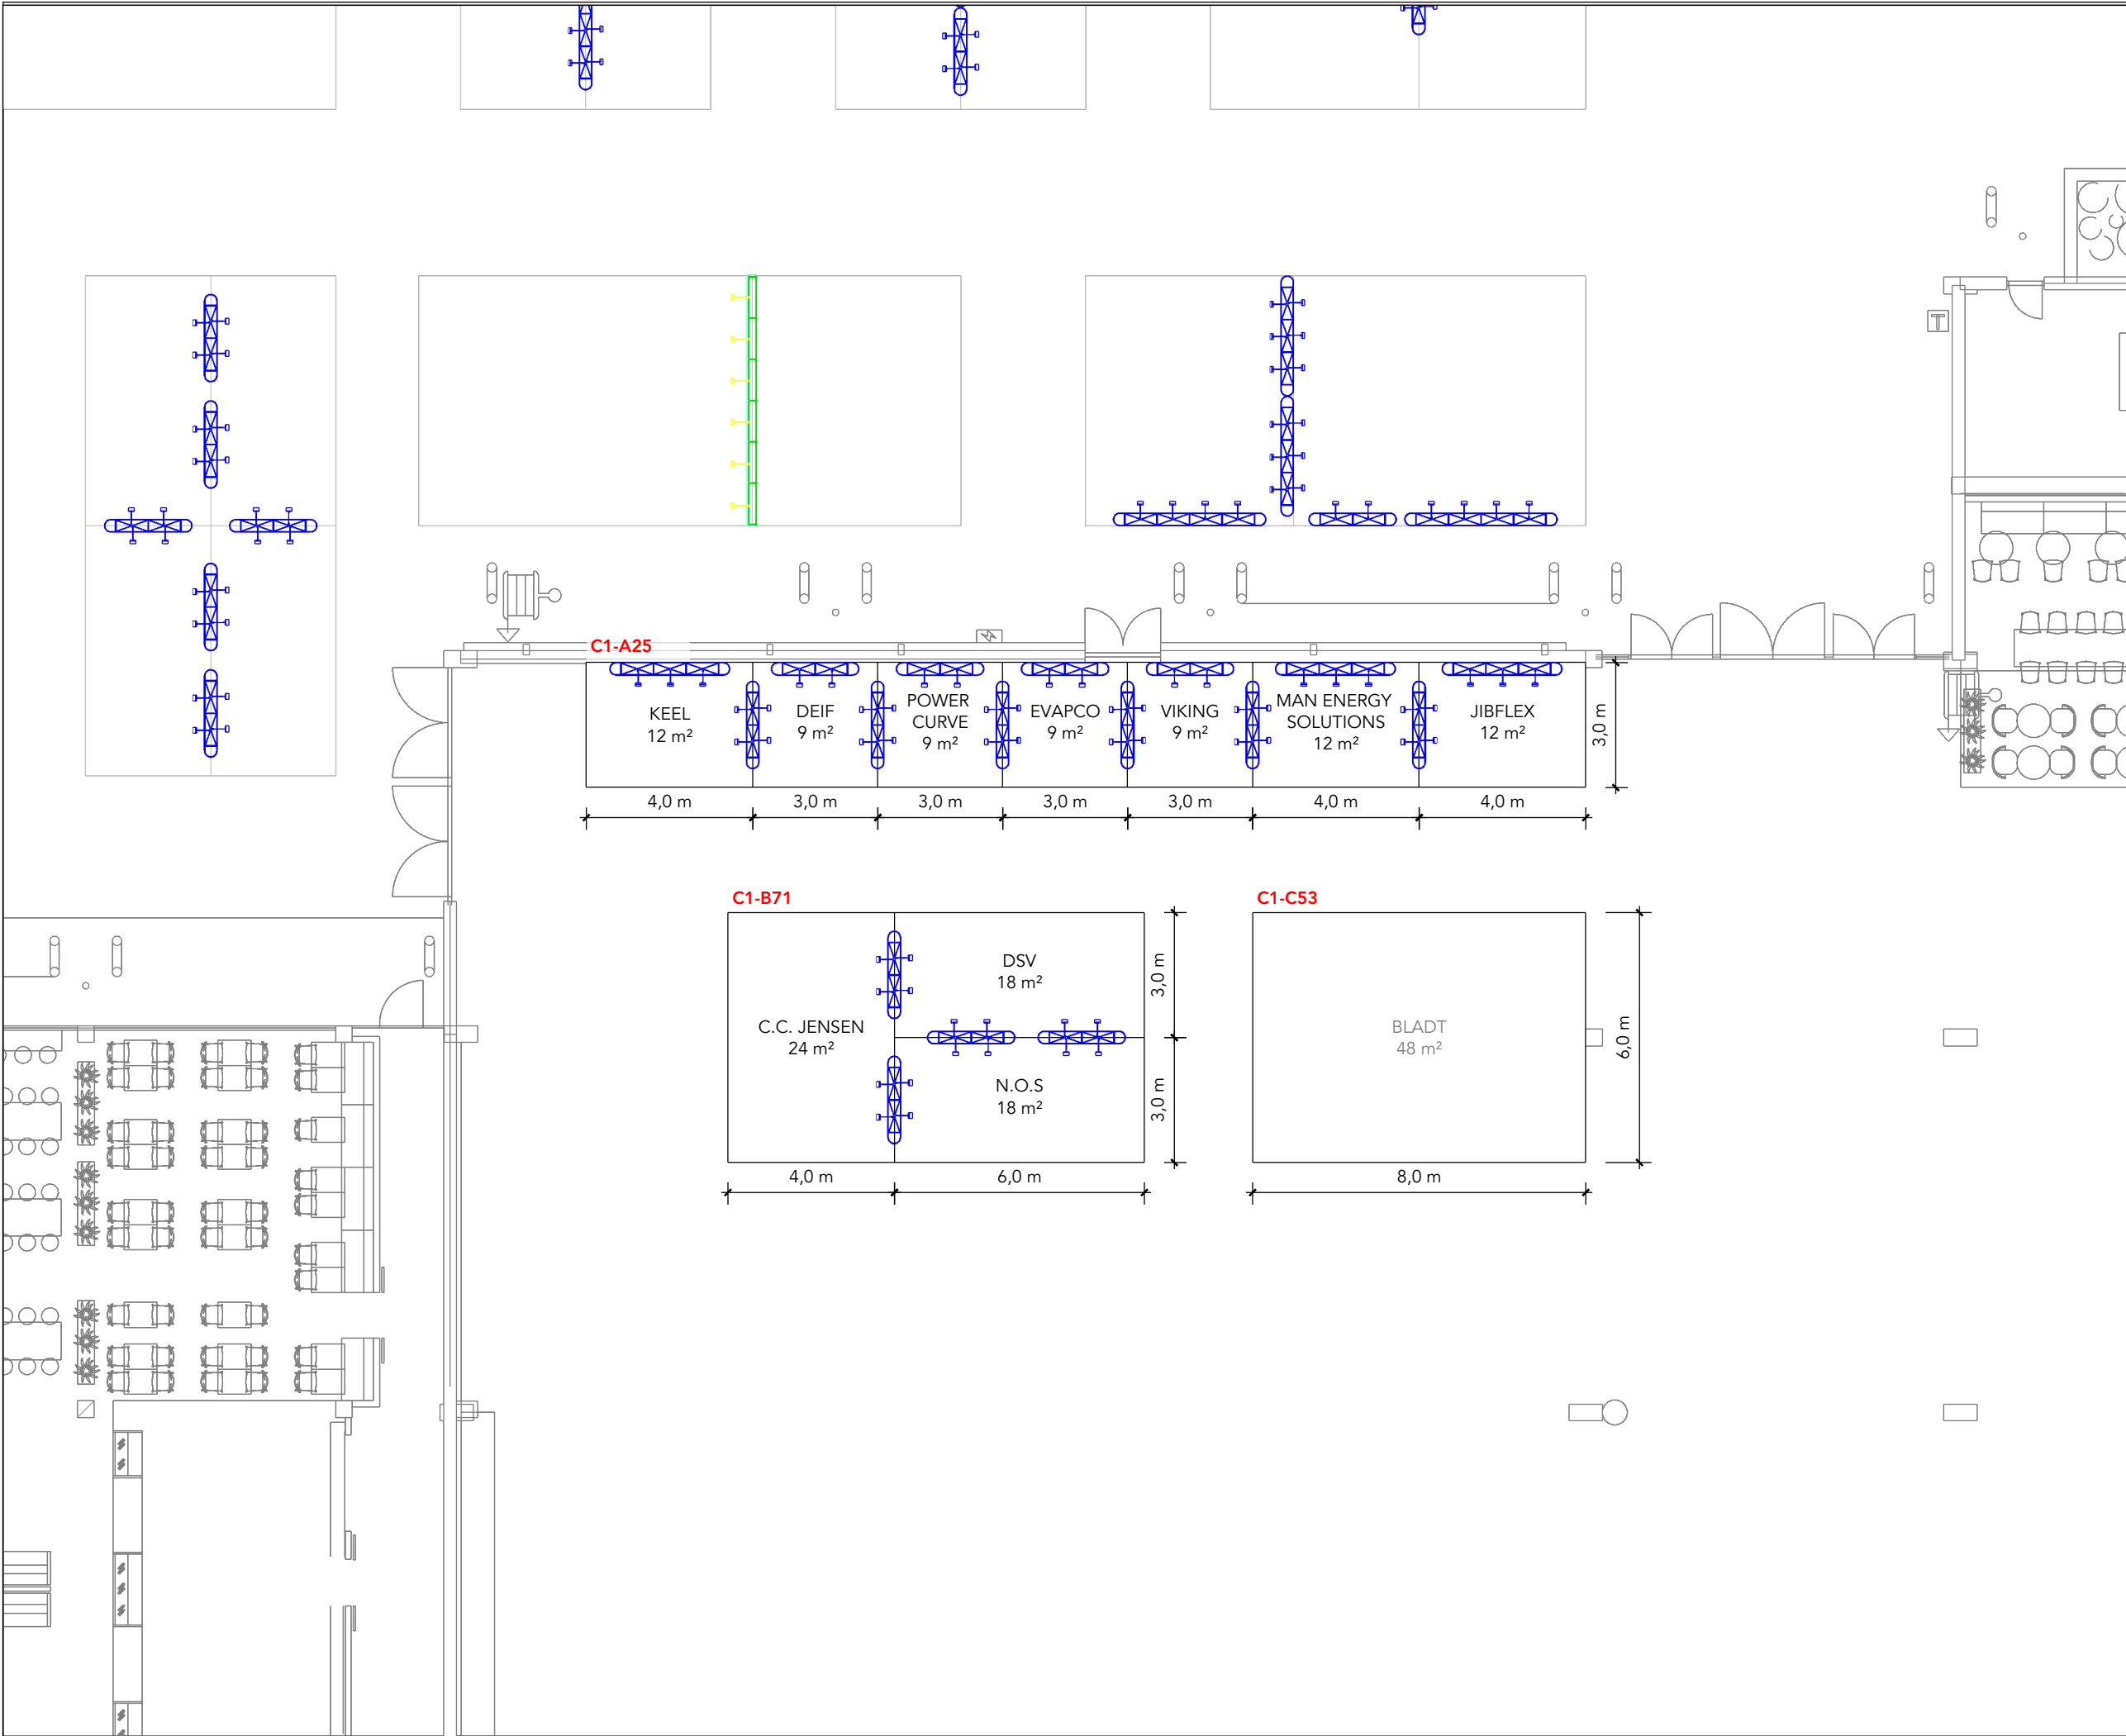 T
C1-A25
KEEL
12 m²
DEIF
9 m²
POWER
CURVE
9 m²
EVAPCO
9 m²
VIKING
9 m²
MAN ENERGY
SOLUTIONS
12 m²
JIBFLEX
12 m²
3,0 m
4,0 m
3,0 m
3,0 m
3,0 m
3,0 m
4,0 m
4,0 m
C1-B71
C.C. JENSEN
24 m²
DSV
18 m²
N.O.S
18 m²
3,0 m
3,0 m
4,0 m
6,0 m
C1-C53
BLADT
48 m²
6,0 m
8,0 m